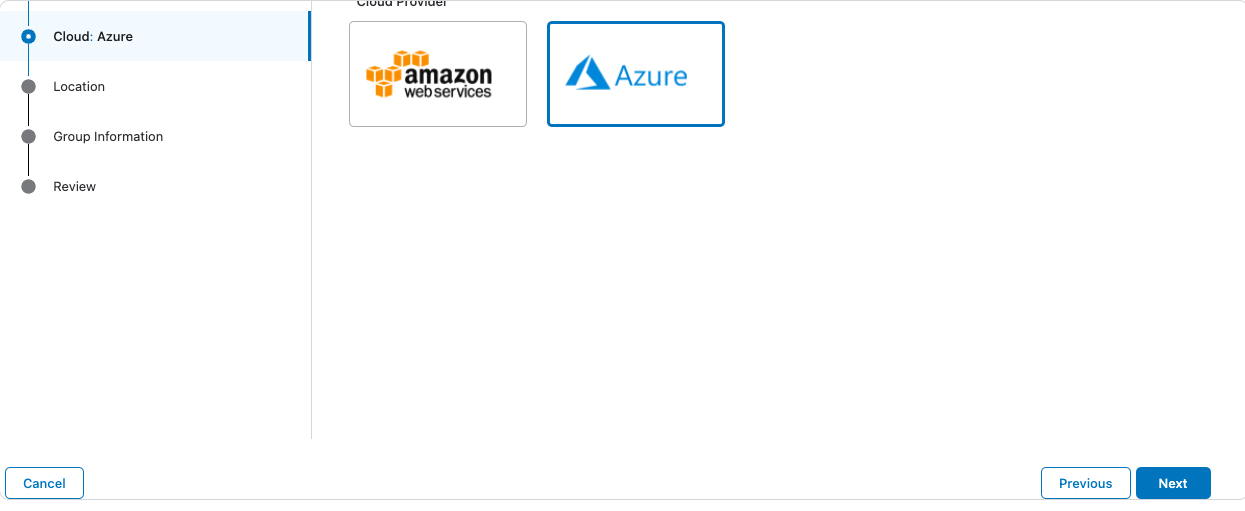 Cloud Provider
Cloud: Azure
Location
Group Information
Review
amazon
webservices
Azure
Cancel
Previous
Next